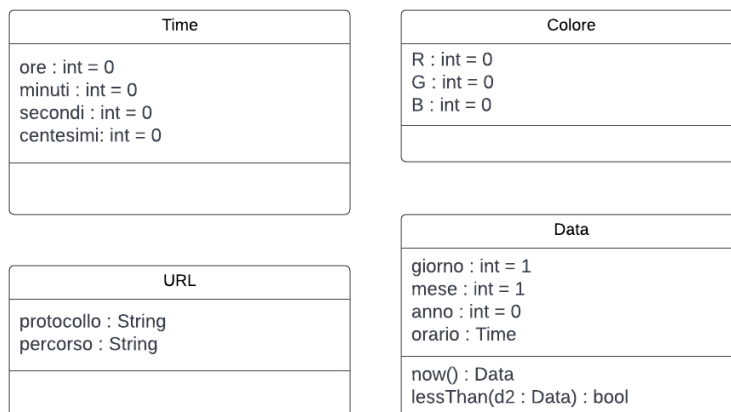 Time
ore : int = 0
minuti : int = 0
secondi : int = 0
centesimi: int = 0
Colore
R : int = 0
G : int = 0
B : int = 0
URL
protocollo : String
percorso : String
Data
giorno : int = 1
mese : int = 1
anno : int = 0
orario : Time
now() : Data
lessThan(d2 : Data) : bool